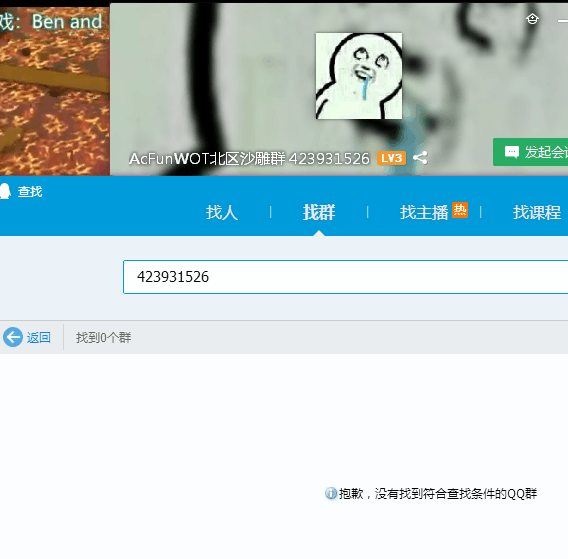 戏：Ben and
AcFunWOT北区沙雕群 423931526 LV3
发起会
查找
找人 找群 找主播 热 找课程
423931526
返回 找到0个群
抱歉，没有找到符合查找条件的QQ群